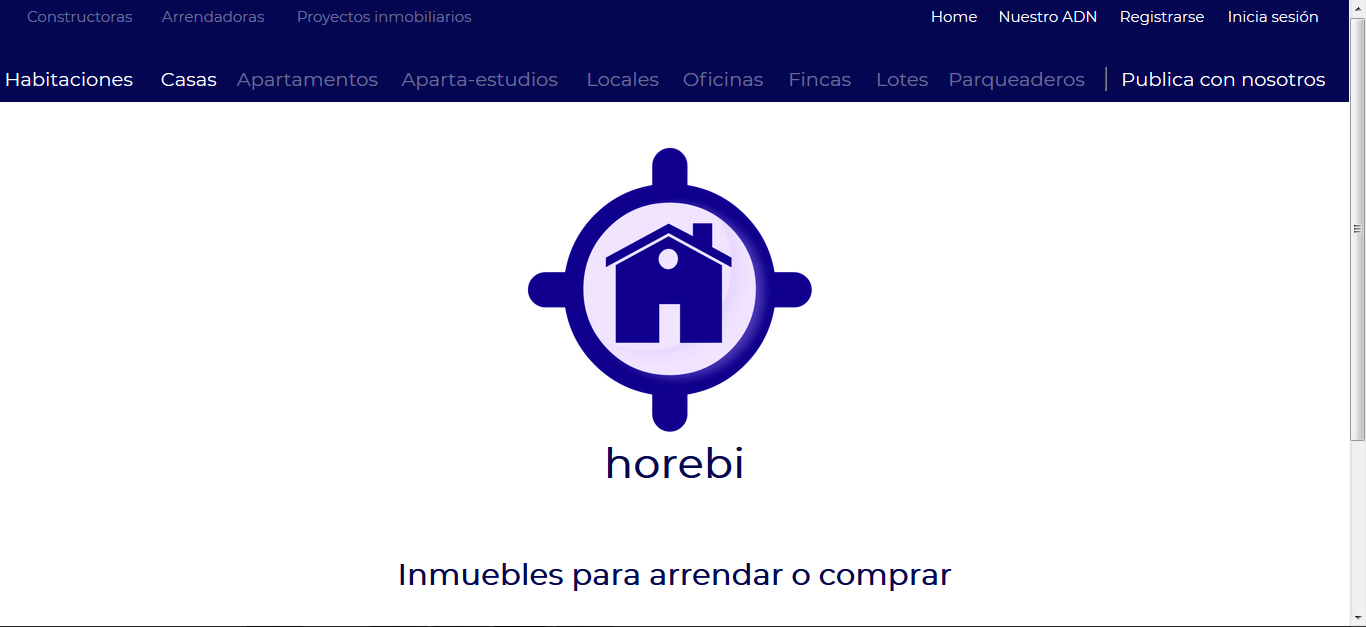 Constructoras Arrendadoras Proyectos inmobiliarios Home Nuestro ADN Registrarse Inicia sesión
Habitaciones Casas Apartamentos Aparta-estudios Locales Oficinas Fincas Lotes Parqueaderos | Publica con nosotros
horebi
Inmuebles para arrendar o comprar